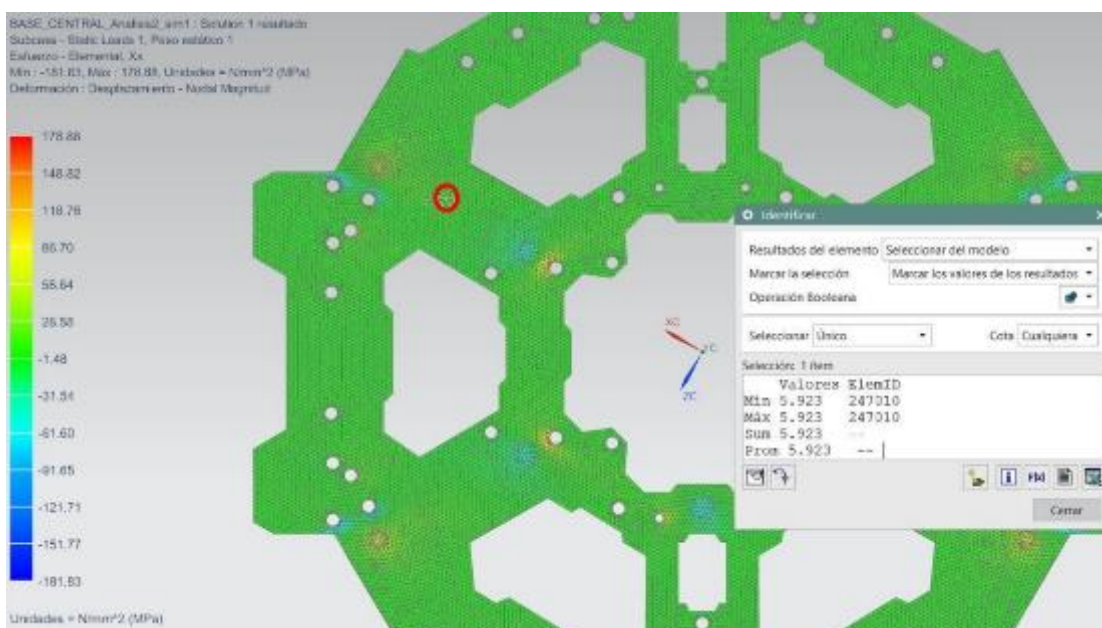 BASE_CENTRAL_Analisis2_sim1 : Solution 1 resultado
Subcase - Static Loads 1, Paso estático 1
Esfuerzo - Elemental, Xx
Min : -181.83, Máx : 178.88, Unidades = N/mm^2 (MPa)
Deformación : Desplazamiento - Nodal Magnitud
178.88
148.82
118.76
88.70
58.64
28.58
-1.48
-31.54
-61.60
-91.65
-121.71
-151.77
-181.83
Unidades = N/mm^2 (MPa)
XC
YC
ZC
Identificar
Resultados del elemento Seleccionar del modelo
Marcar la selección Marcar los valores de los resultados
Operación Booleana
Seleccionar Único Cota Cualquiera
Selección: 1 ítem
Valores ElemID
Min 5.923 247010
Máx 5.923 247010
Sum 5.923 --
Prom 5.923 --
Cerrar